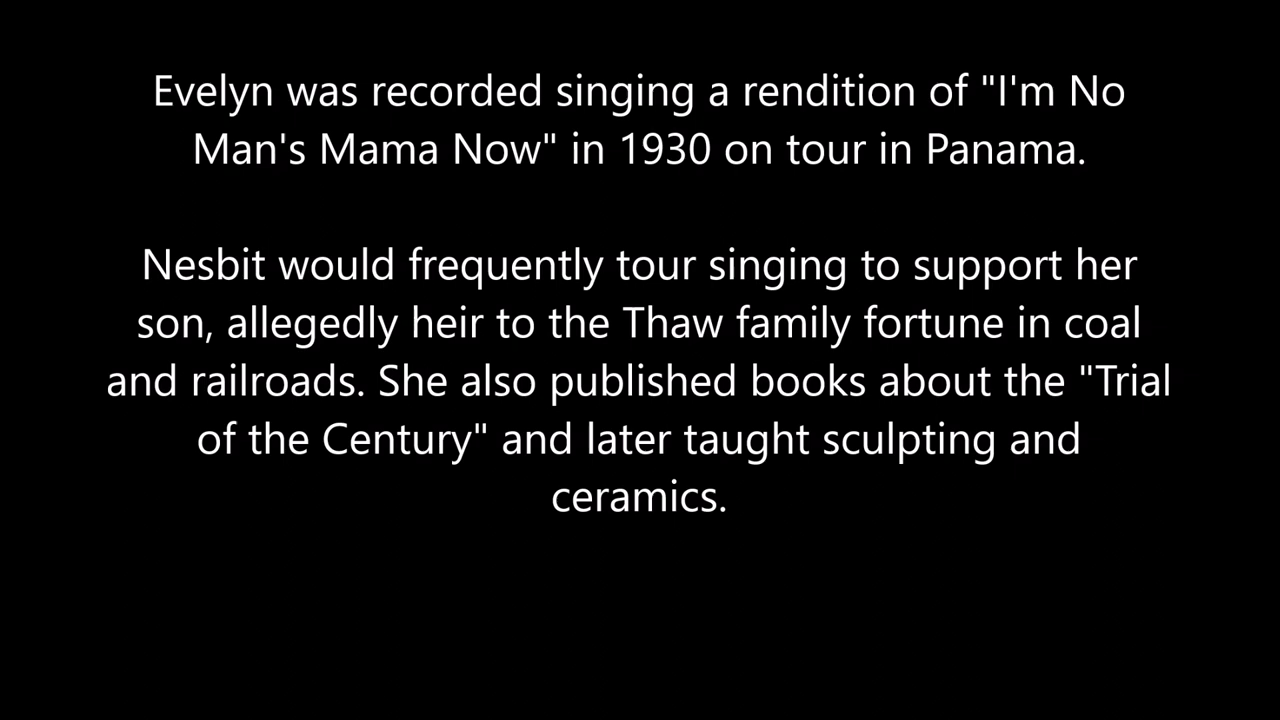 Evelyn was recorded singing a rendition of "I'm No
Man's Mama Now" in 1930 on tour in Panama.
Nesbit would frequently tour singing to support her
son, allegedly heir to the Thaw family fortune in coal
and railroads. She also published books about the "Trial
of the Century" and later taught sculpting and
ceramics.